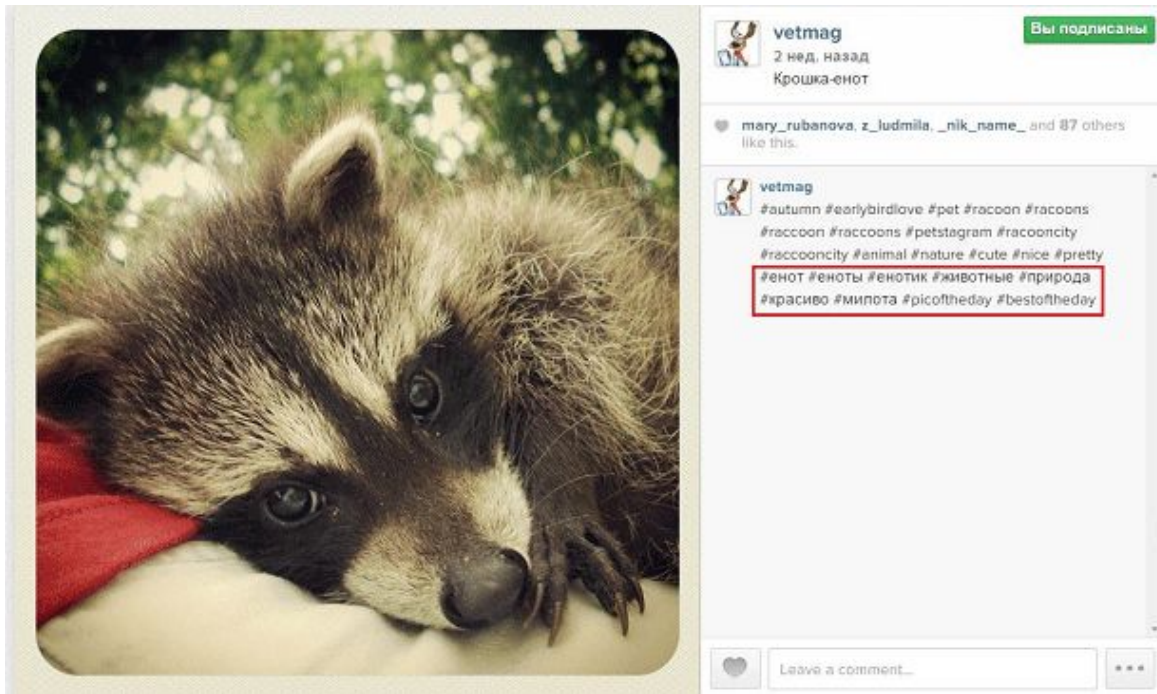 vetmag
Вы подписаны
2 нед. назад
Крошка-енот
mary_rubanova, z_ludmila, _nik_name_ and 87 others
like this.
vetmag
#autumn #earlybirdlove #pet #racoon #racoons
#raccoon #raccoons #petstagram #racooncity
#raccooncity #animal #nature #cute #nice #pretty
#енот #еноты #енотик #животные #природа
#красиво #милота #picoftheday #bestoftheday
Leave a comment...